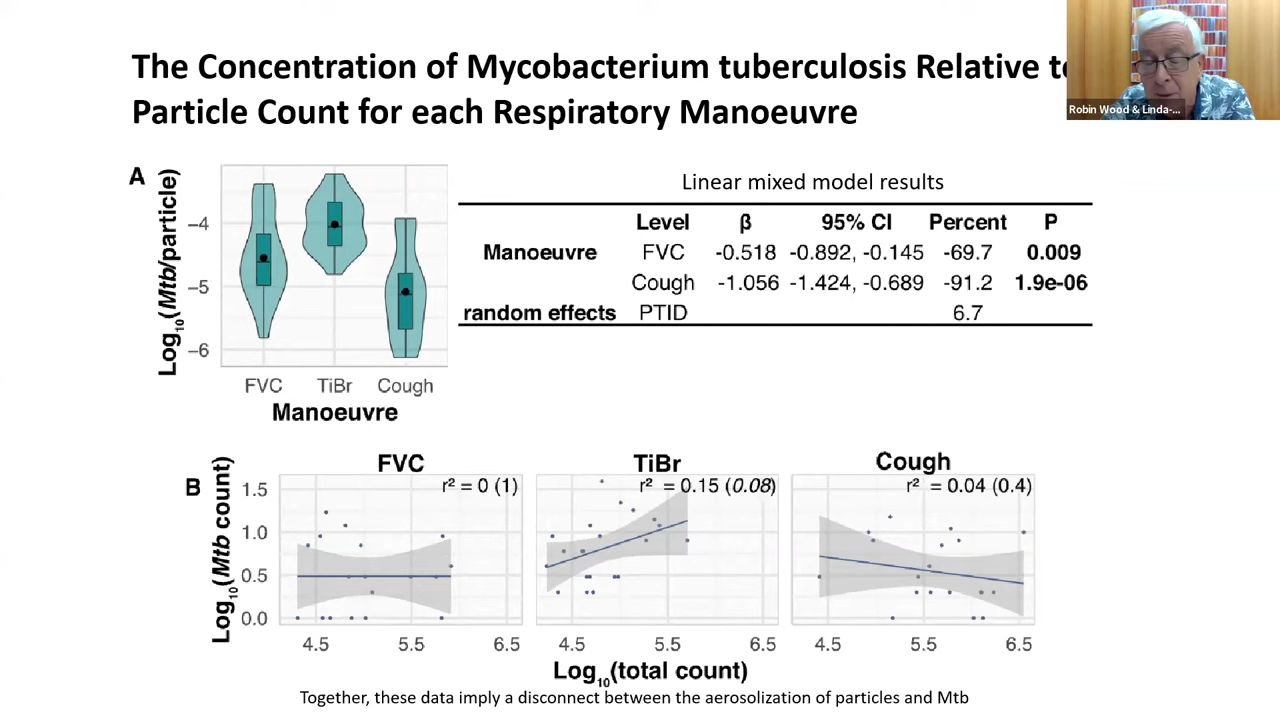 The Concentration of Mycobacterium tuberculosis Relative to
Particle Count for each Respiratory Manoeuvre
Robin Wood & Linda-...
A
Log10(Mtb/particle)
−4
−5
−6
FVC TiBr Cough
Manoeuvre
Linear mixed model results
Level β 95% CI Percent P
Manoeuvre FVC -0.518 -0.892, -0.145 -69.7 0.009
Cough -1.056 -1.424, -0.689 -91.2 1.9e-06
random effects PTID 6.7
B
Log10(Mtb count)
FVC TiBr Cough
r² = 0 (1) r² = 0.15 (0.08) r² = 0.04 (0.4)
1.5
1.0
0.5
0.0
4.5 5.5 6.5 4.5 5.5 6.5 4.5 5.5 6.5
Log10(total count)
Together, these data imply a disconnect between the aerosolization of particles and Mtb